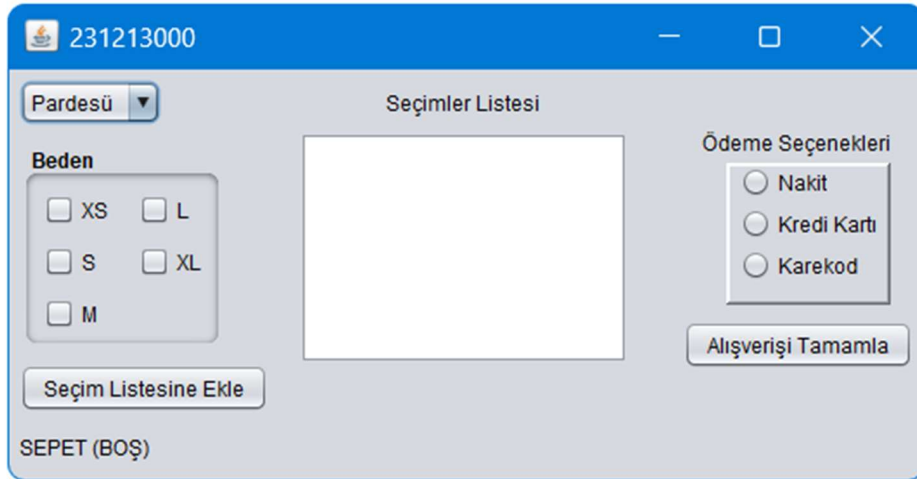 231213000
Pardesü
Seçimler Listesi
Ödeme Seçenekleri
Beden
XS
L
S
XL
M
Nakit
Kredi Kartı
Karekod
Alışverişi Tamamla
Seçim Listesine Ekle
SEPET (BOŞ)